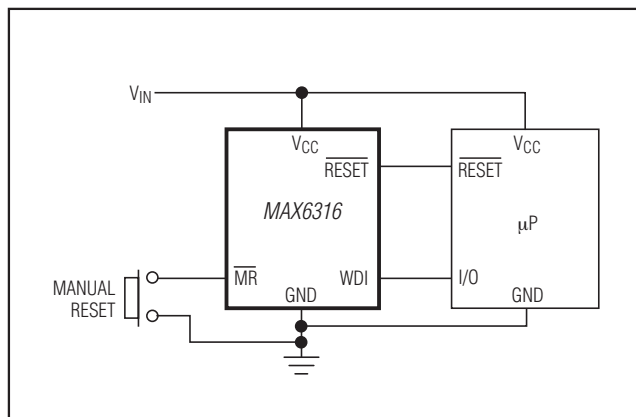 VIN
VCC
RESET
MAX6316
MR
WDI
GND
MANUAL
RESET
VCC
RESET
µP
I/O
GND